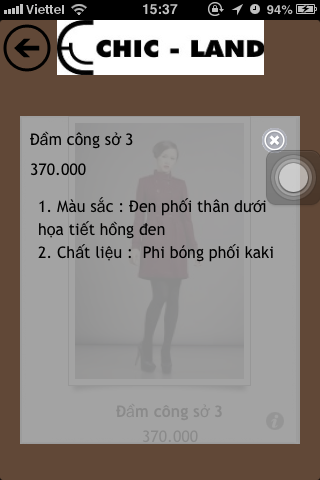 Viettel 15:37 94%
CHIC - LAND
Đầm công sở 3
370.000
1. Màu sắc : Đen phối thân dưới
họa tiết hồng đen
2. Chất liệu : Phi bóng phối kaki
Đầm công sở 3
370.000